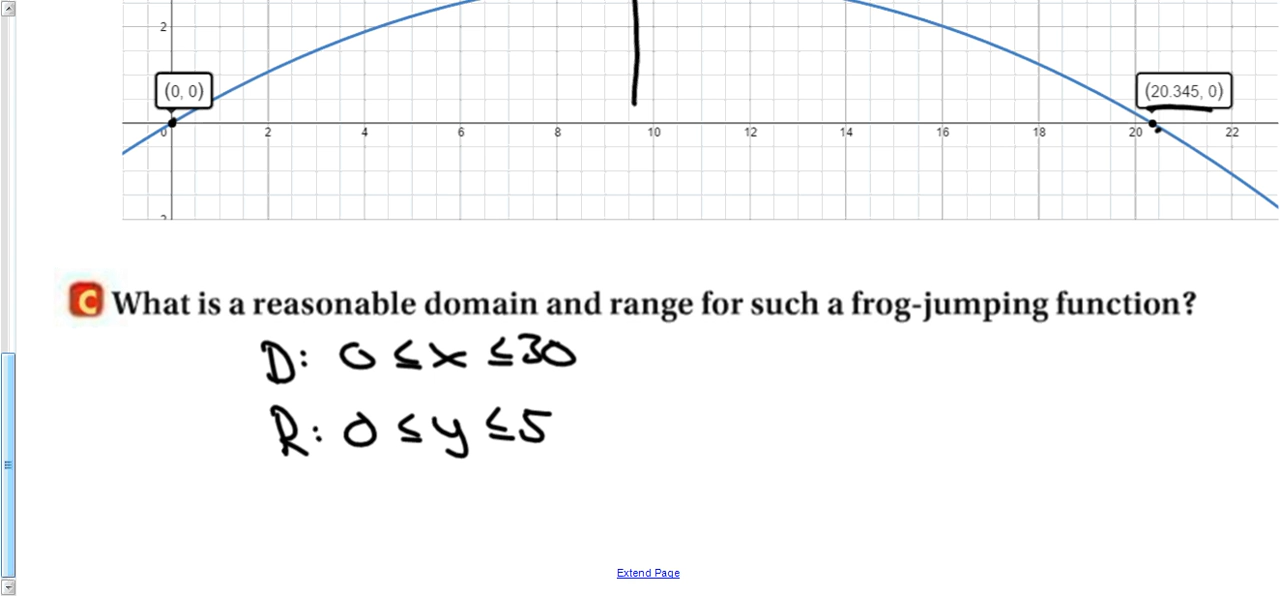 2
(0, 0)
(20.345, 0)
0 2 4 6 8 10 12 14 16 18 20 22
C What is a reasonable domain and range for such a frog-jumping function?
D: 0 ≤ x ≤ 30
R: 0 ≤ y ≤ 5
Extend Page